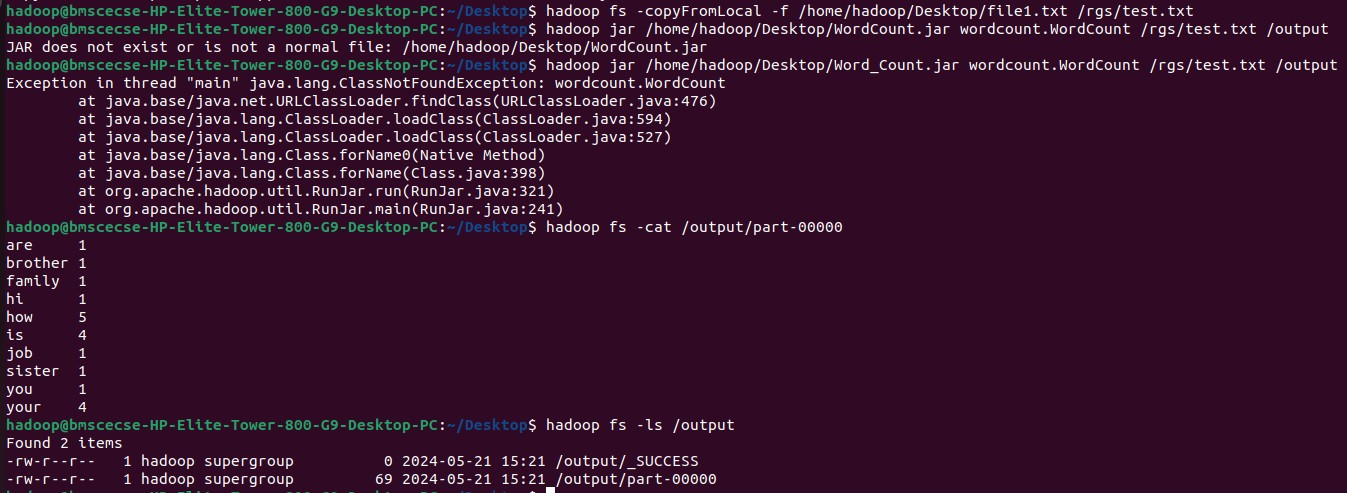 hadoop@bmscecse-HP-Elite-Tower-800-G9-Desktop-PC:~/Desktop$ hadoop fs -copyFromLocal -f /home/hadoop/Desktop/file1.txt /rgs/test.txt
hadoop@bmscecse-HP-Elite-Tower-800-G9-Desktop-PC:~/Desktop$ hadoop jar /home/hadoop/Desktop/WordCount.jar wordcount.WordCount /rgs/test.txt /output
JAR does not exist or is not a normal file: /home/hadoop/Desktop/WordCount.jar
hadoop@bmscecse-HP-Elite-Tower-800-G9-Desktop-PC:~/Desktop$ hadoop jar /home/hadoop/Desktop/Word_Count.jar wordcount.WordCount /rgs/test.txt /output
Exception in thread "main" java.lang.ClassNotFoundException: wordcount.WordCount
        at java.base/java.net.URLClassLoader.findClass(URLClassLoader.java:476)
        at java.base/java.lang.ClassLoader.loadClass(ClassLoader.java:594)
        at java.base/java.lang.ClassLoader.loadClass(ClassLoader.java:527)
        at java.base/java.lang.Class.forName0(Native Method)
        at java.base/java.lang.Class.forName(Class.java:398)
        at org.apache.hadoop.util.RunJar.run(RunJar.java:321)
        at org.apache.hadoop.util.RunJar.main(RunJar.java:241)
hadoop@bmscecse-HP-Elite-Tower-800-G9-Desktop-PC:~/Desktop$ hadoop fs -cat /output/part-00000
are     1
brother 1
family  1
hi      1
how     5
is      4
job     1
sister  1
you     1
your    4
hadoop@bmscecse-HP-Elite-Tower-800-G9-Desktop-PC:~/Desktop$ hadoop fs -ls /output
Found 2 items
-rw-r--r--   1 hadoop supergroup          0 2024-05-21 15:21 /output/_SUCCESS
-rw-r--r--   1 hadoop supergroup         69 2024-05-21 15:21 /output/part-00000